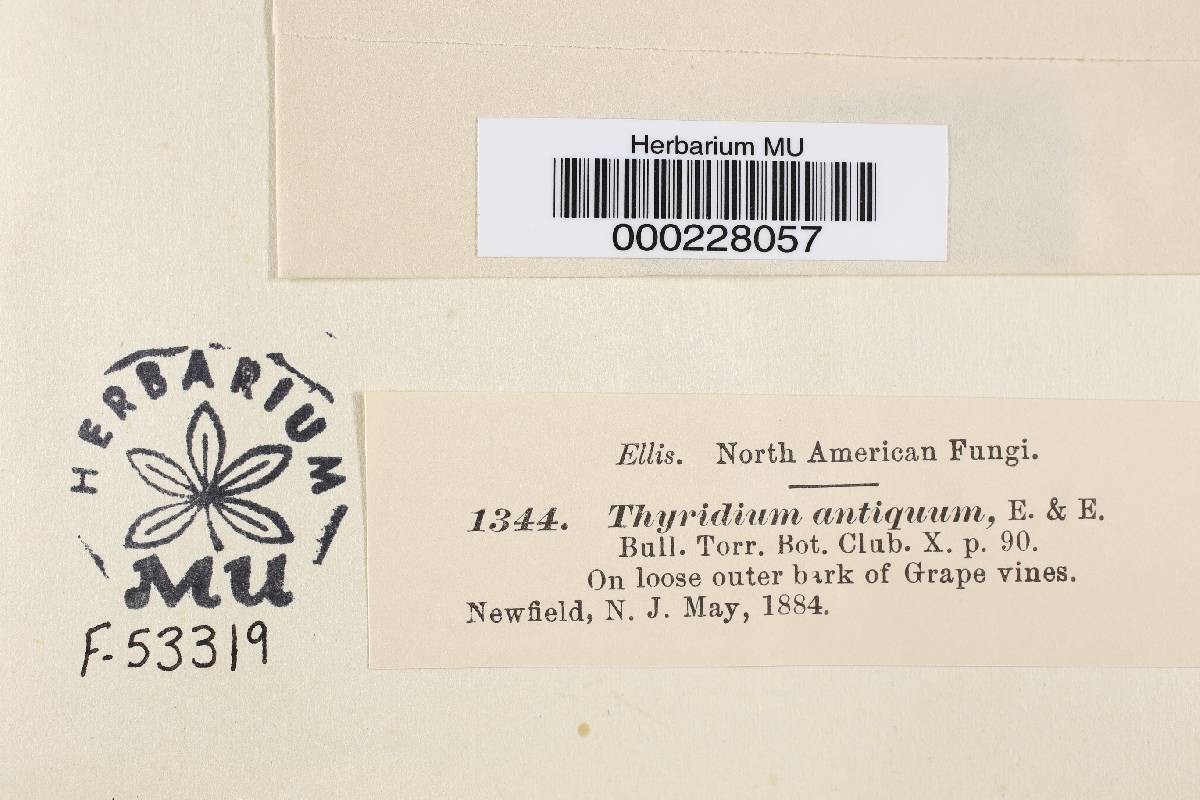 Herbarium MU
000228057
HERBARIUM
MU
F-53319
Ellis. North American Fungi.
1344. Thyridium antiquum, E. & E.
Bull. Torr. Bot. Club. X. p. 90.
On loose outer bark of Grape vines.
Newfield, N. J. May, 1884.